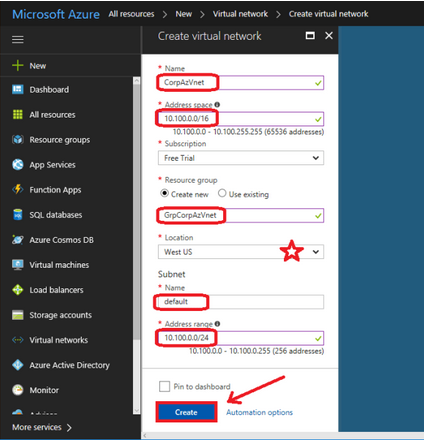 Microsoft Azure All resources > New > Virtual network > Create virtual network
Create virtual network
New
Dashboard
All resources
Resource groups
App Services
Function Apps
SQL databases
Azure Cosmos DB
Virtual machines
Load balancers
Storage accounts
Virtual networks
Azure Active Directory
Monitor
Advisor
More services >
* Name
CorpAzVnet
* Address space
10.100.0.0/16
10.100.0.0 - 10.100.255.255 (65536 addresses)
* Subscription
Free Trial
* Resource group
Create new Use existing
GrpCorpAzVnet
* Location
West US
Subnet
* Name
default
* Address range
10.100.0.0/24
10.100.0.0 - 10.100.0.255 (256 addresses)
Pin to dashboard
Create Automation options